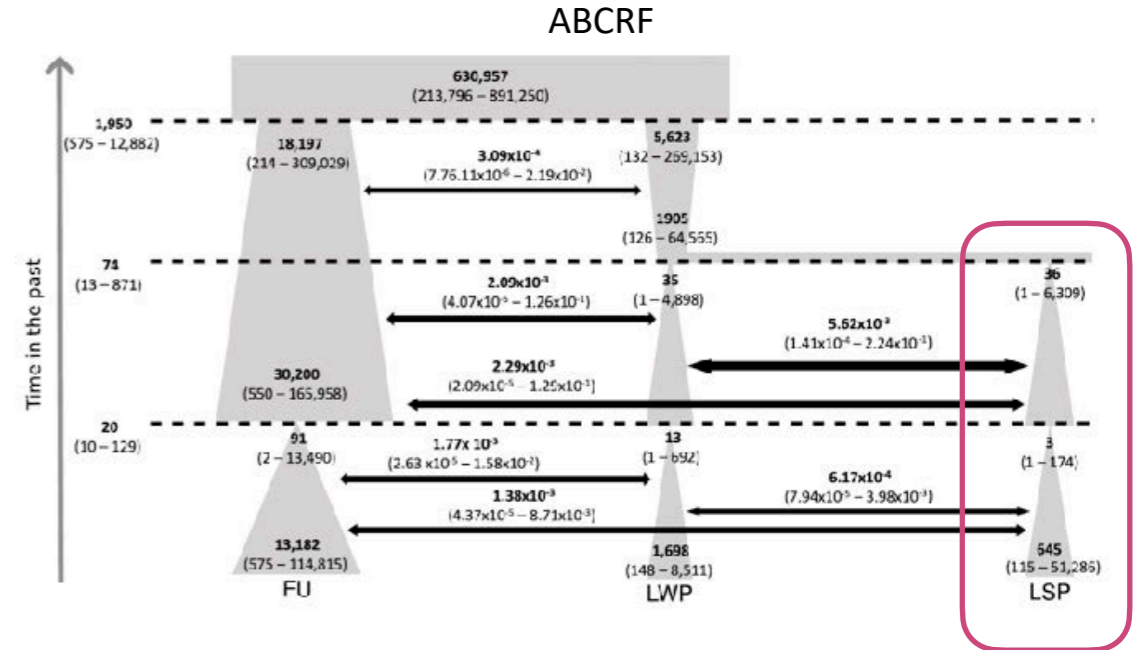 ABCRF
630,957
(213,796 – 891,250)
1,950
(575 – 12,882)
18,197
(214 – 309,029)
5,623
(132 – 259,153)
3.09x10⁻⁴
(7.76.11x10⁻⁶ – 2.19x10⁻²)
1905
(126 – 64,565)
(13 – 871)
2.09x10⁻³
(4.07x10⁻⁵ – 1.26x10⁻¹)
35
(1 – 4,898)
36
(1 – 6,309)
5.62x10⁻³
(1.41x10⁻⁴ – 2.24x10⁻¹)
Time in the past
2.29x10⁻³
(2.09x10⁻⁵ – 1.29x10⁻¹)
30,200
(550 – 165,958)
20
(10 – 129)
91
(2 – 13,490)
1.77x 10⁻³
(2.63 x10⁻⁵ – 1.58x10⁻²)
13
(1 – 692)
3
(1 – 174)
6.17x10⁻⁴
(7.94x10⁻⁵ – 3.98x10⁻³)
1.38x10⁻³
(4.37x10⁻⁵ – 8.71x10⁻³)
13,182
(575 – 114,815)
1,698
(148 – 8,511)
(115 – 51,286)
FU
LWP
LSP